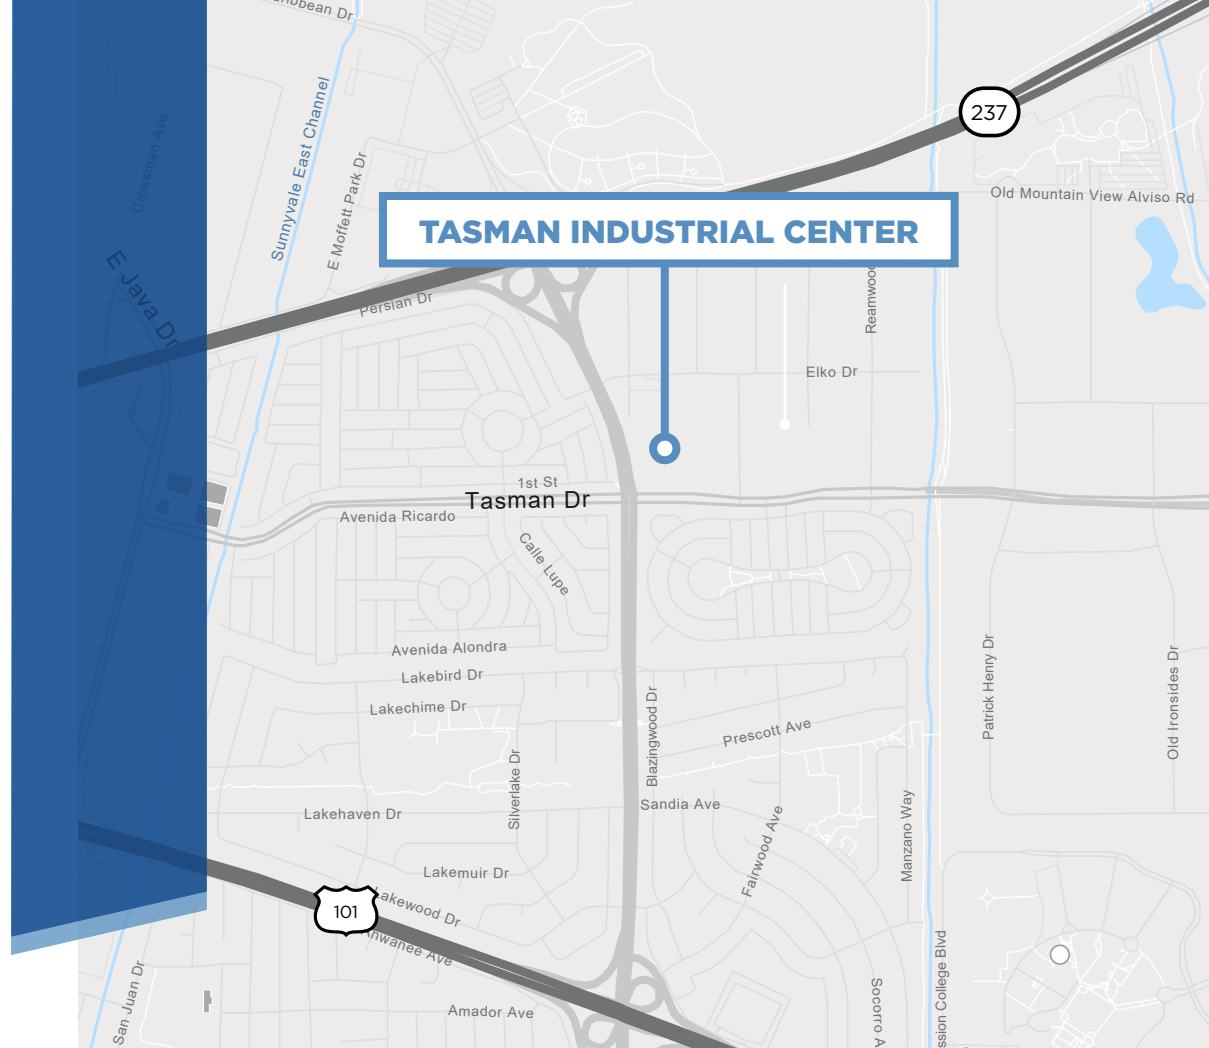 ribbean Dr
Crossman Ave
Sunnyvale East Channel
E Moffett Park Dr
237
Old Mountain View Alviso Rd
TASMAN INDUSTRIAL CENTER
E Java Dr
Persian Dr
Reamwood
Elko Dr
1st St
Tasman Dr
Avenida Ricardo
Calle Lupe
Avenida Alondra
Lakebird Dr
Lakechime Dr
Patrick Henry Dr
Old Ironsides Dr
Blazingwood Dr
Prescott Ave
Silverlake Dr
Sandia Ave
Lakehaven Dr
Fairwood Ave
Manzano Way
Lakemuir Dr
101
Lakewood Dr
Ahwanee Ave
San Juan Dr
Amador Ave
Socorro A
ssion College Blvd